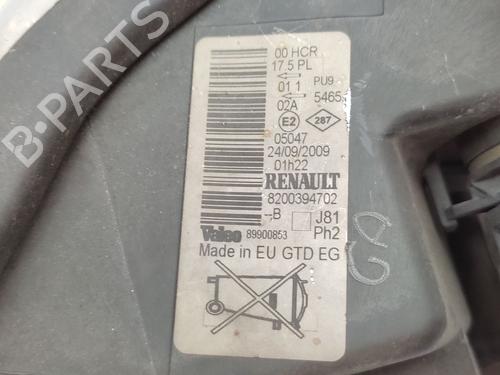 B-PARTS
00 HCR
17.5 PL
01 1 PU9
5465
02A
E2 287
05047
24/09/2009
01h22
RENAULT
8200394702
--B J81
Valeo 89900853 Ph2
Made in EU GTD EG